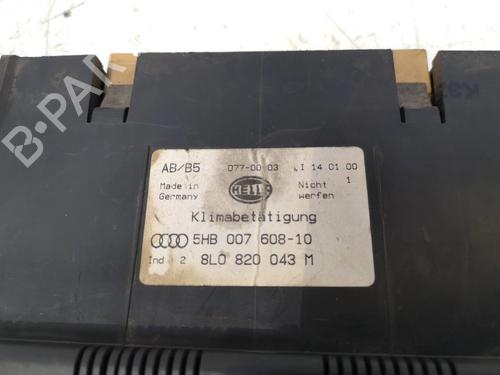 AB/B5 077-00 03 I 14.01.00
Made in Germany HELLA Nicht werfen 1
Klimabetätigung
5HB 007 608-10
Ind 2 8L0 820 043 M
B-PARTS